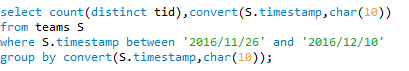 select count(distinct tid),convert(S.timestamp,char(10))
from teams S
where S.timestamp between '2016/11/26' and '2016/12/10'
group by convert(S.timestamp,char(10));